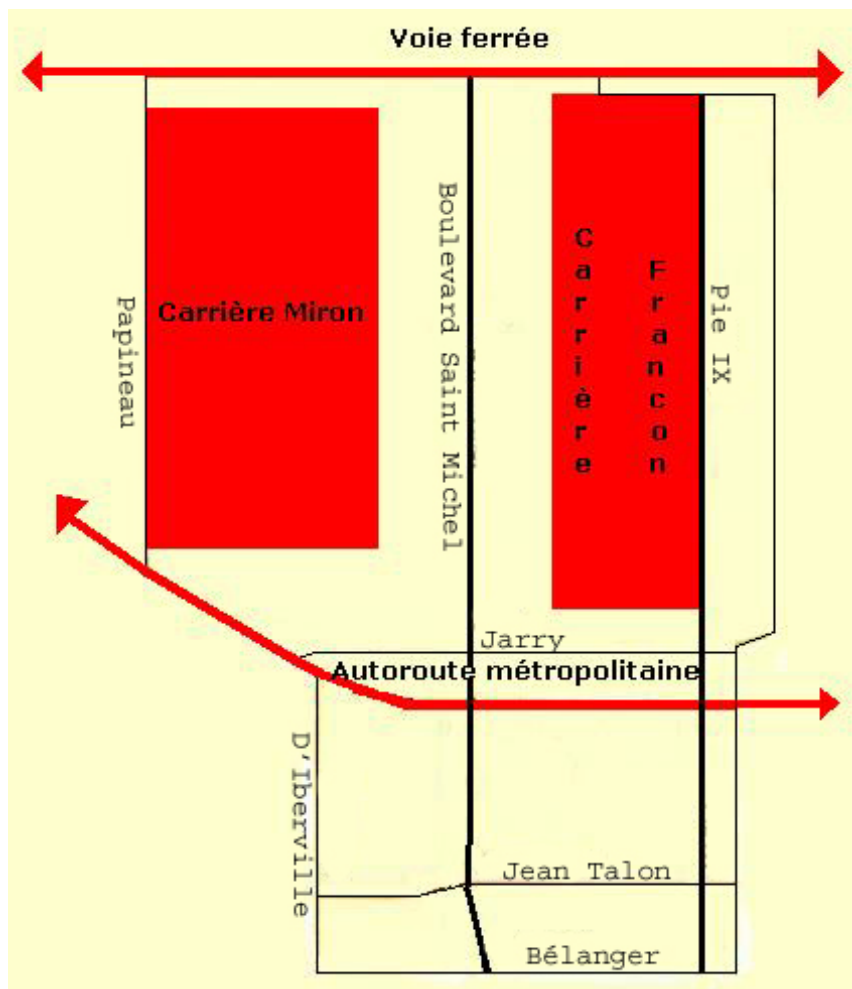 Voie ferrée
Papineau
Carrière Miron
Boulevard Saint Michel
Carrière
Francon
Pie IX
Jarry
Autoroute métropolitaine
D'Iberville
Jean Talon
Bélanger